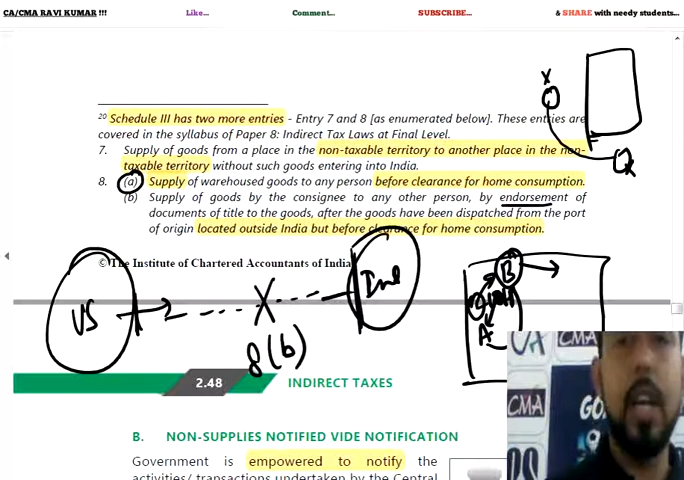 CA/CMA RAVI KUMAR !!! Like... Comment... SUBSCRIBE... & SHARE with needy students...
20 Schedule III has two more entries - Entry 7 and 8 [as enumerated below]. These entries are
covered in the syllabus of Paper 8: Indirect Tax Laws at Final Level.
7. Supply of goods from a place in the non-taxable territory to another place in the non-
taxable territory without such goods entering into India.
8. (a) Supply of warehoused goods to any person before clearance for home consumption.
(b) Supply of goods by the consignee to any other person, by endorsement of
documents of title to the goods, after the goods have been dispatched from the port
of origin located outside India but before clearance for home consumption.
© The Institute of Chartered Accountants of India
X
B
A
US
X
8(b)
2.48 INDIRECT TAXES
CA CMA
CMA GO
B. NON-SUPPLIES NOTIFIED VIDE NOTIFICATION
Government is empowered to notify the
activities/ transactions undertaken by the Central